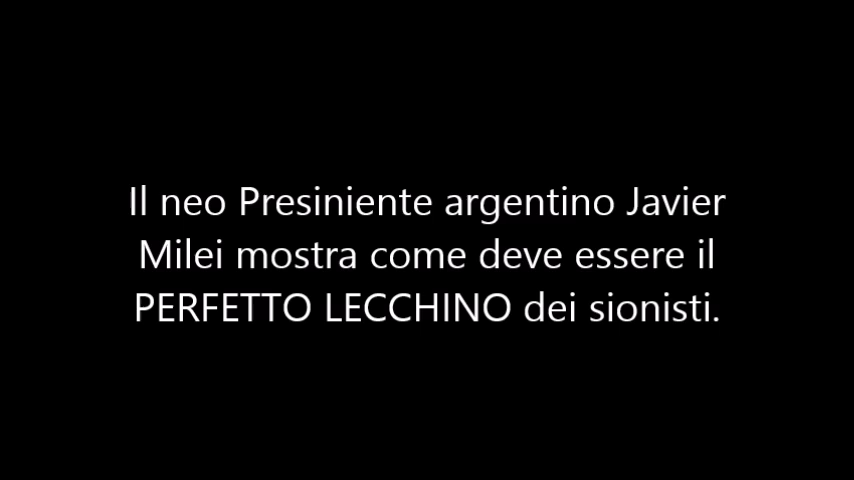 Il neo Presiniente argentino Javier
Milei mostra come deve essere il
PERFETTO LECCHINO dei sionisti.